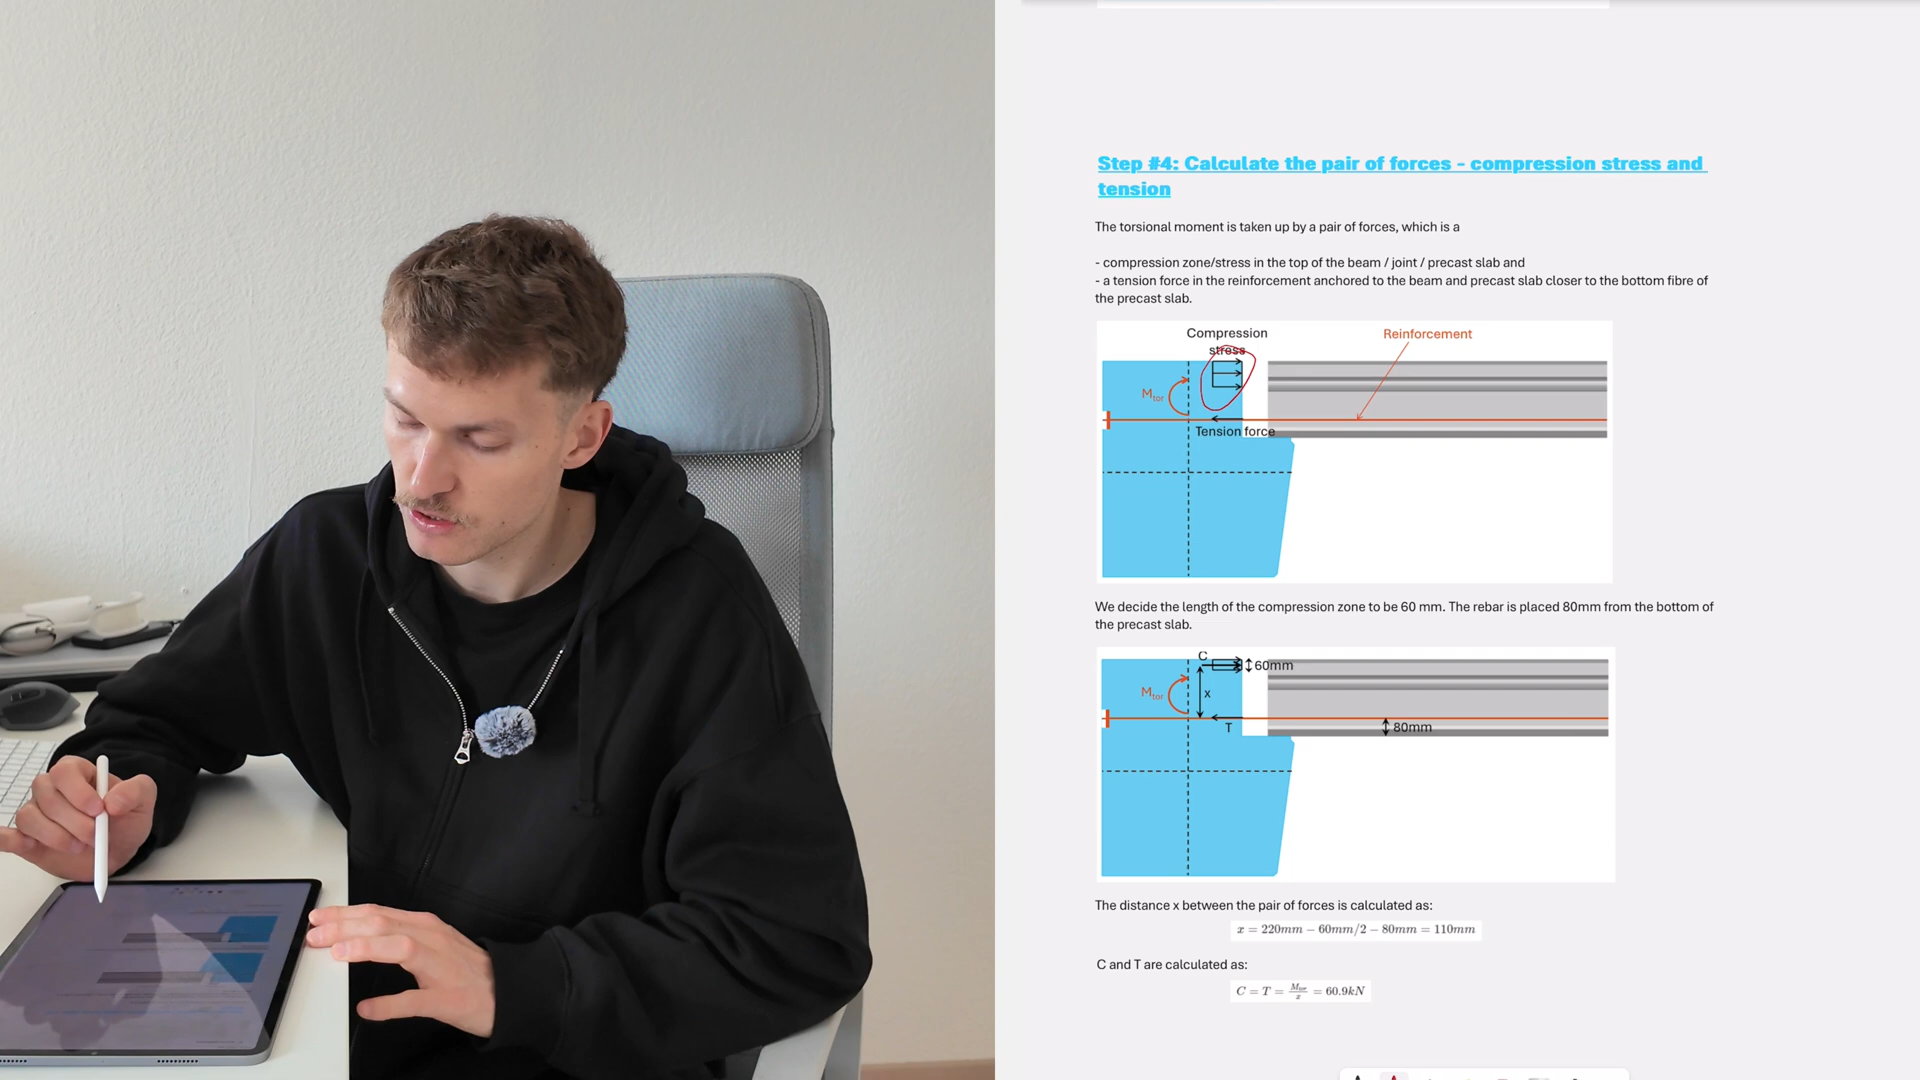 Step #4: Calculate the pair of forces - compression stress and
tension
The torsional moment is taken up by a pair of forces, which is a
- compression zone/stress in the top of the beam / joint / precast slab and
- a tension force in the reinforcement anchored to the beam and precast slab closer to the bottom fibre of
the precast slab.
Compression
stress
Reinforcement
Mtor
Tension force
We decide the length of the compression zone to be 60 mm. The rebar is placed 80mm from the bottom of
the precast slab.
C
60mm
Mtor
x
T
80mm
The distance x between the pair of forces is calculated as:
x = 220mm − 60mm/2 − 80mm = 110mm
C and T are calculated as:
C = T = Mtor/x = 60.9kN